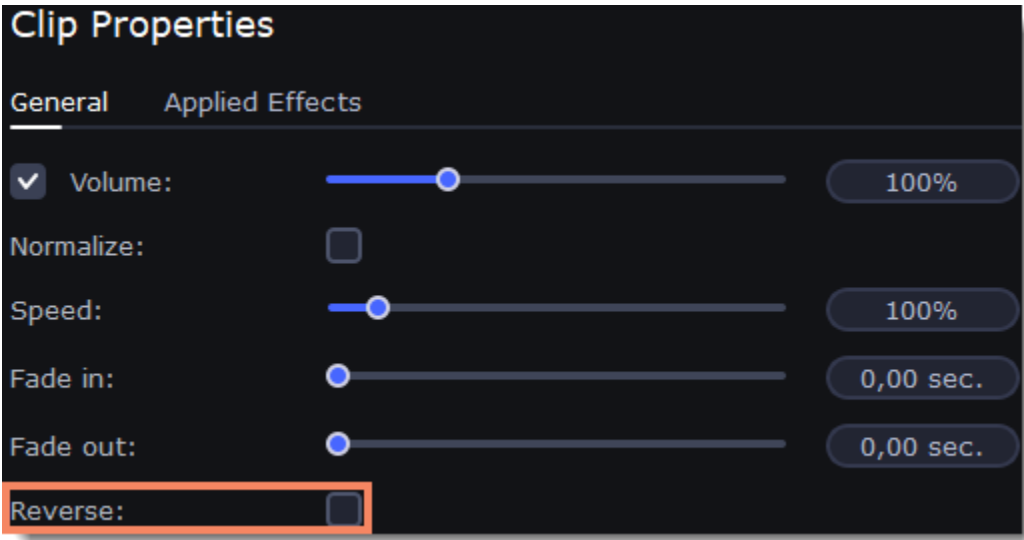 Clip Properties
General Applied Effects
Volume: 100%
Normalize:
Speed: 100%
Fade in: 0,00 sec.
Fade out: 0,00 sec.
Reverse: